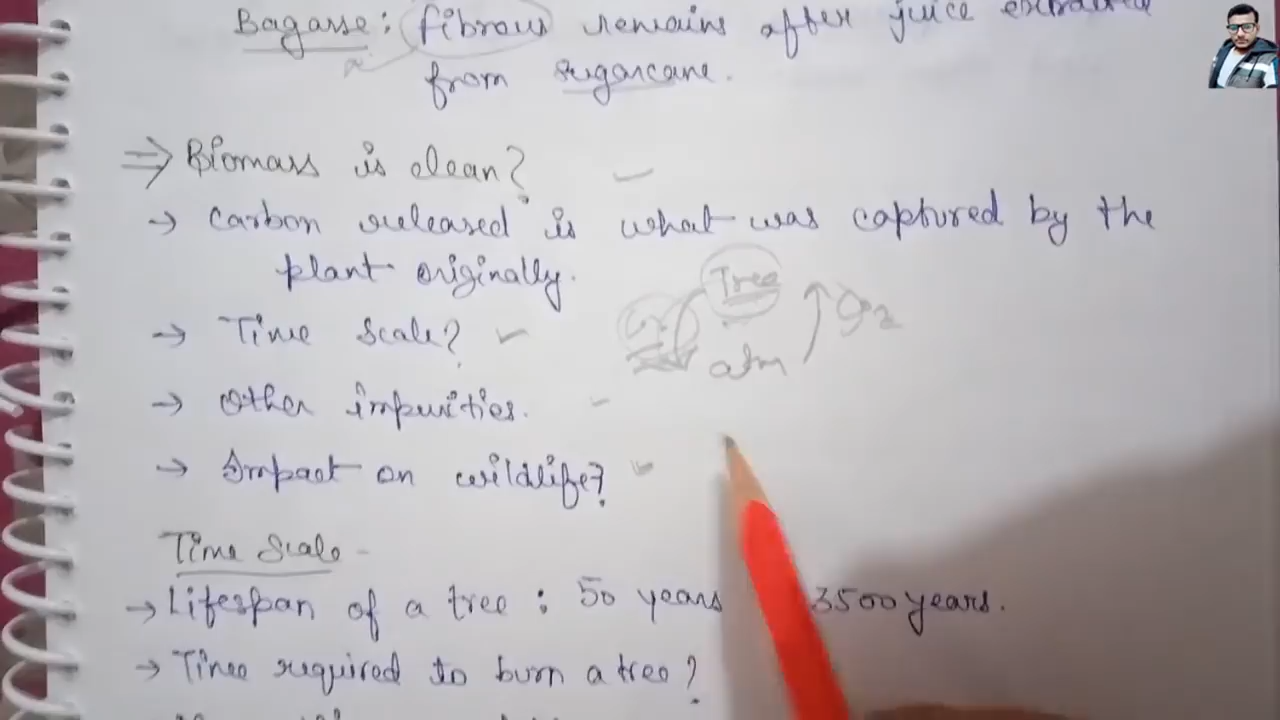 Bagasse: fibrous remains after juice extracted
from sugarcane.
⇒ Biomass is clean?
→ Carbon released is what was captured by the
plant originally.
Tree
→ Time Scale?
atm
→ Other impurities.
→ Impact on wildlife?
Time Scale -
→ Lifespan of a tree : 50 years 3500 years.
→ Time required to burn a tree?